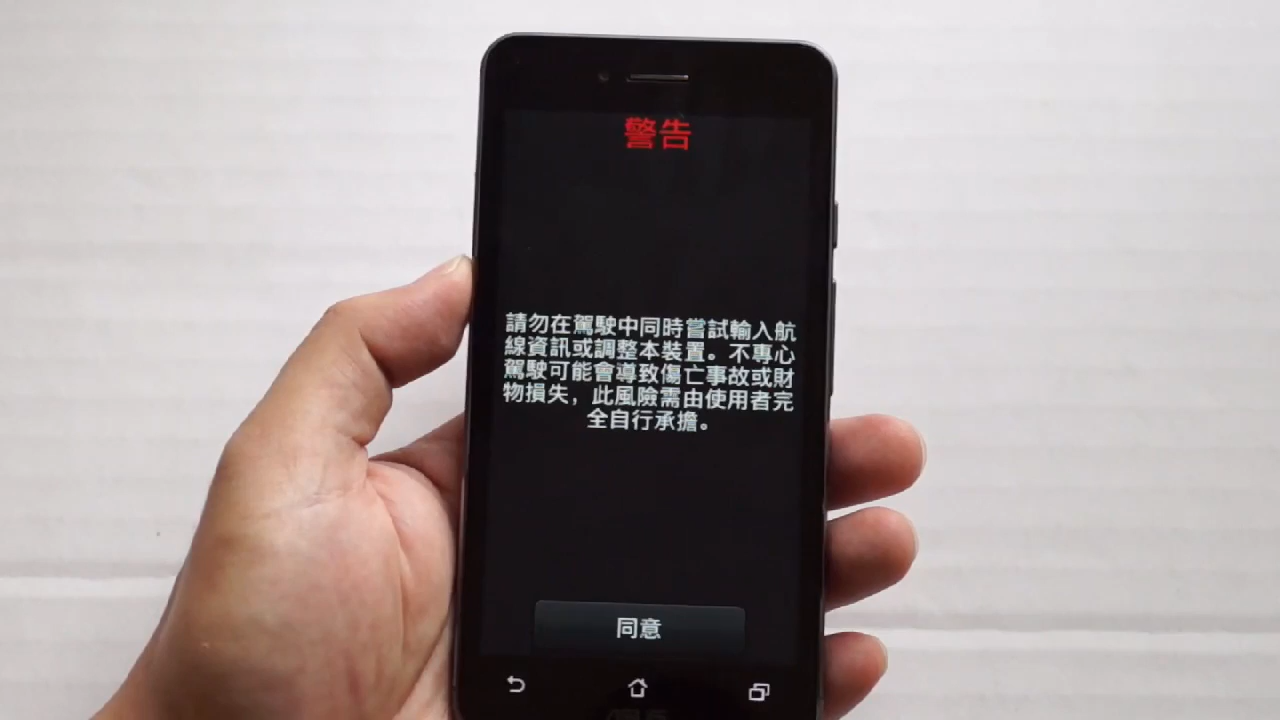 警告
請勿在駕駛中同時嘗試輸入航
線資訊或調整本裝置。不專心
駕駛可能會導致傷亡事故或財
物損失，此風險需由使用者完
全自行承擔。
同意